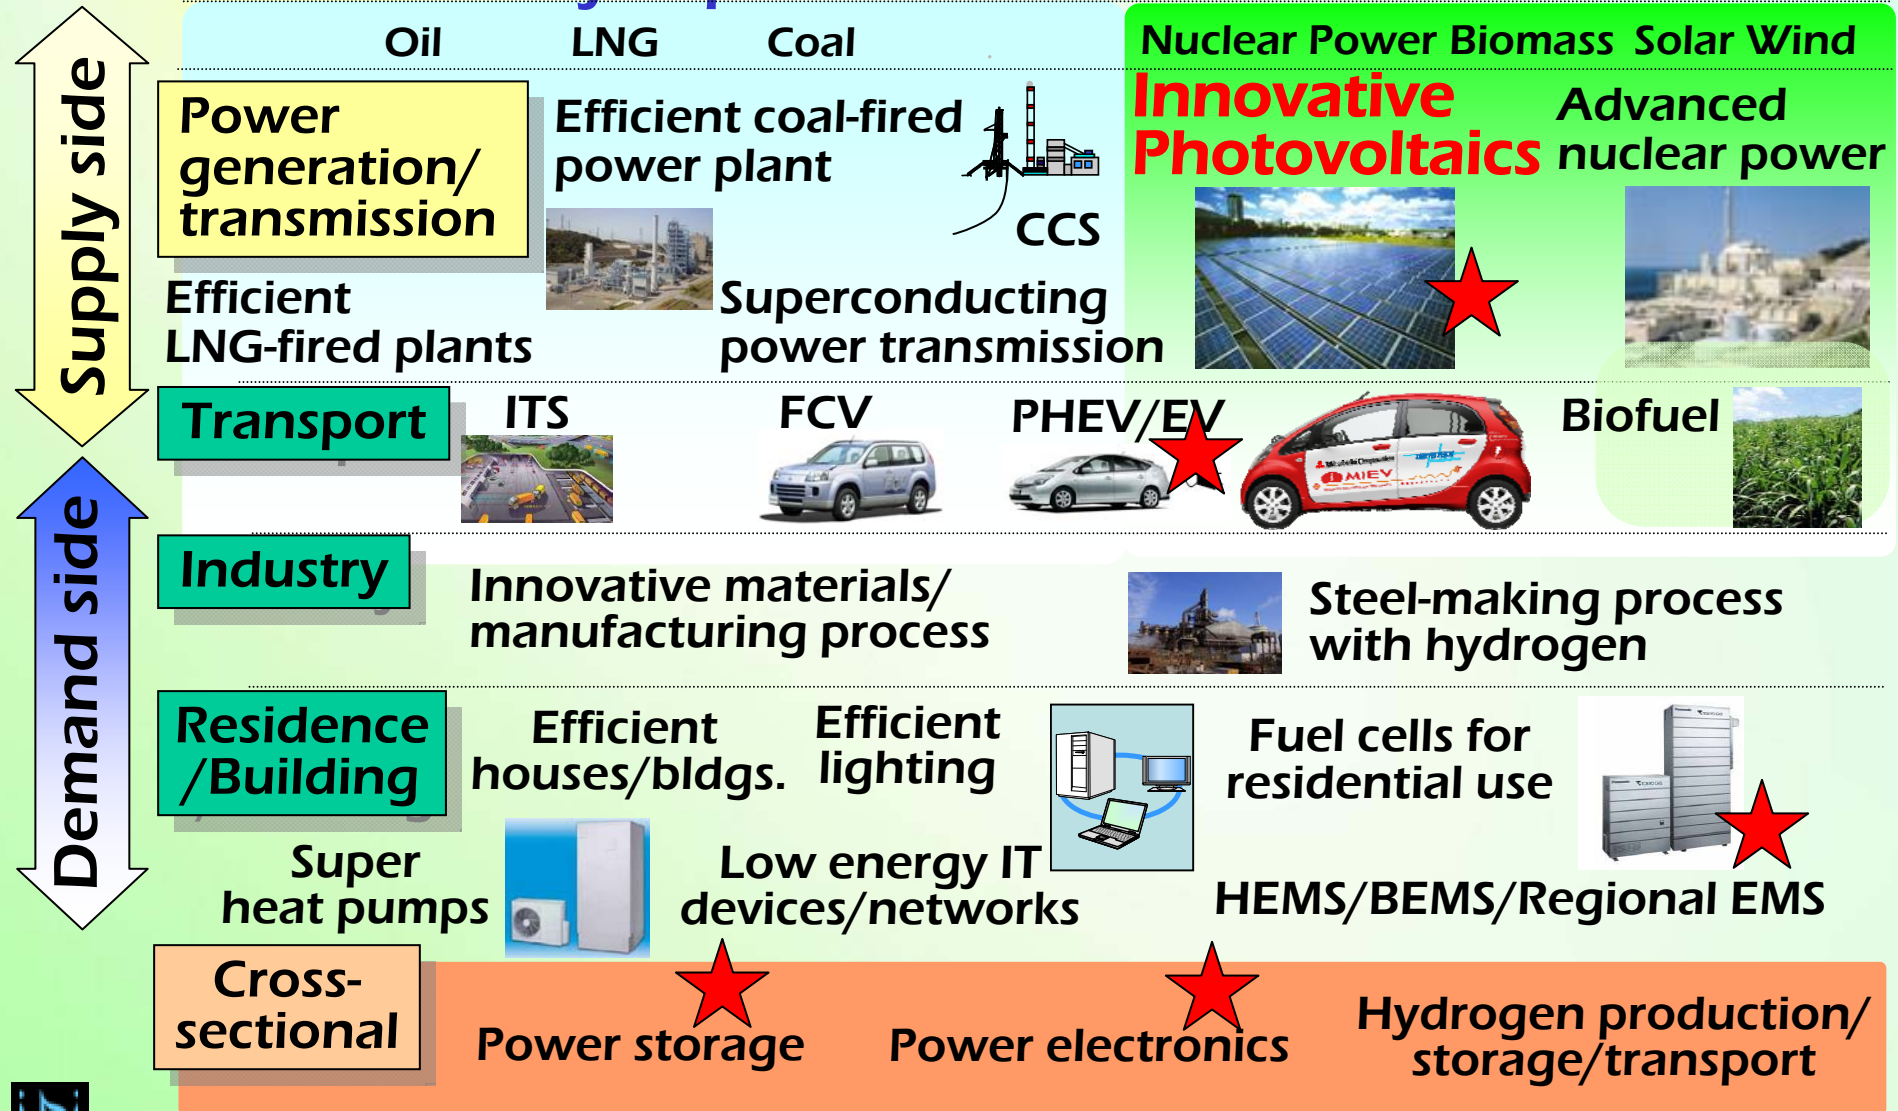 Oil LNG Coal
Nuclear Power Biomass Solar Wind
Supply side
Power
generation/
transmission
Efficient coal-fired
power plant
CCS
Innovative
Photovoltaics
Advanced
nuclear power
Efficient
LNG-fired plants
Superconducting
power transmission
Transport
ITS
FCV
PHEV/EV
MIEV
Biofuel
Demand side
Industry
Innovative materials/
manufacturing process
Steel-making process
with hydrogen
Residence
/Building
Efficient
houses/bldgs.
Efficient
lighting
Fuel cells for
residential use
Super
heat pumps
Low energy IT
devices/networks
HEMS/BEMS/Regional EMS
Cross-
sectional
Power storage
Power electronics
Hydrogen production/
storage/transport